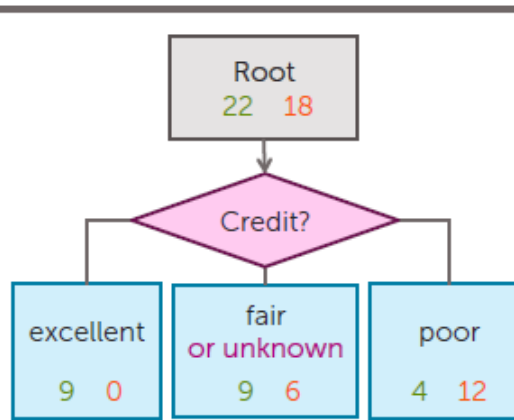 Root
22 18
Credit?
excellent
9 0
fair
or unknown
9 6
poor
4 12